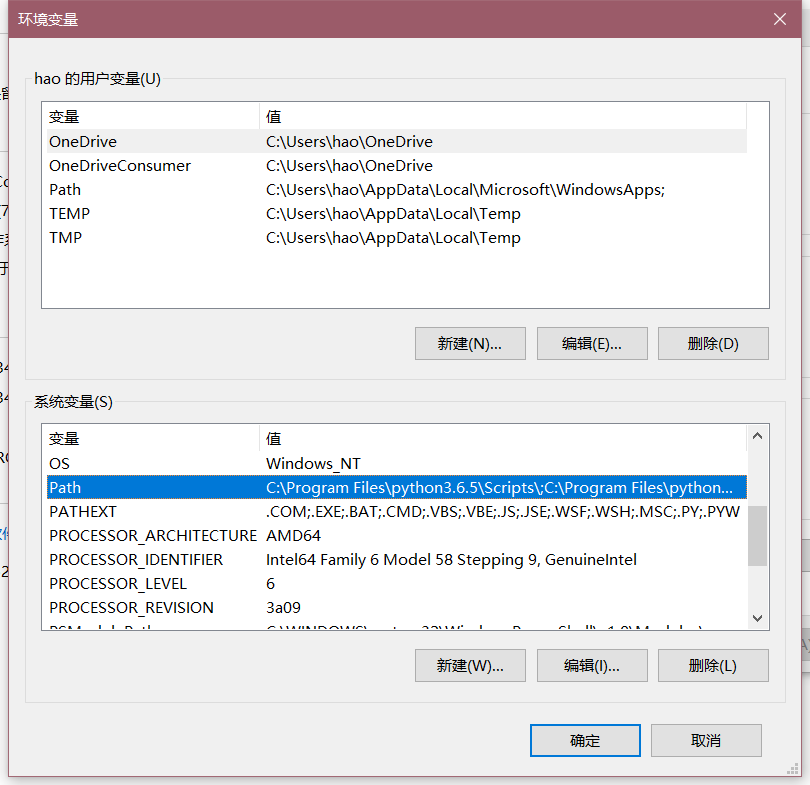 环境变量
hao 的用户变量(U)
变量 值
OneDrive C:\Users\hao\OneDrive
OneDriveConsumer C:\Users\hao\OneDrive
Path C:\Users\hao\AppData\Local\Microsoft\WindowsApps;
TEMP C:\Users\hao\AppData\Local\Temp
TMP C:\Users\hao\AppData\Local\Temp
新建(N)... 编辑(E)... 删除(D)
系统变量(S)
变量 值
OS Windows_NT
Path C:\Program Files\python3.6.5\Scripts\;C:\Program Files\python...
PATHEXT .COM;.EXE;.BAT;.CMD;.VBS;.VBE;.JS;.JSE;.WSF;.WSH;.MSC;.PY;.PYW
PROCESSOR_ARCHITECTURE AMD64
PROCESSOR_IDENTIFIER Intel64 Family 6 Model 58 Stepping 9, GenuineIntel
PROCESSOR_LEVEL 6
PROCESSOR_REVISION 3a09
新建(W)... 编辑(I)... 删除(L)
确定 取消